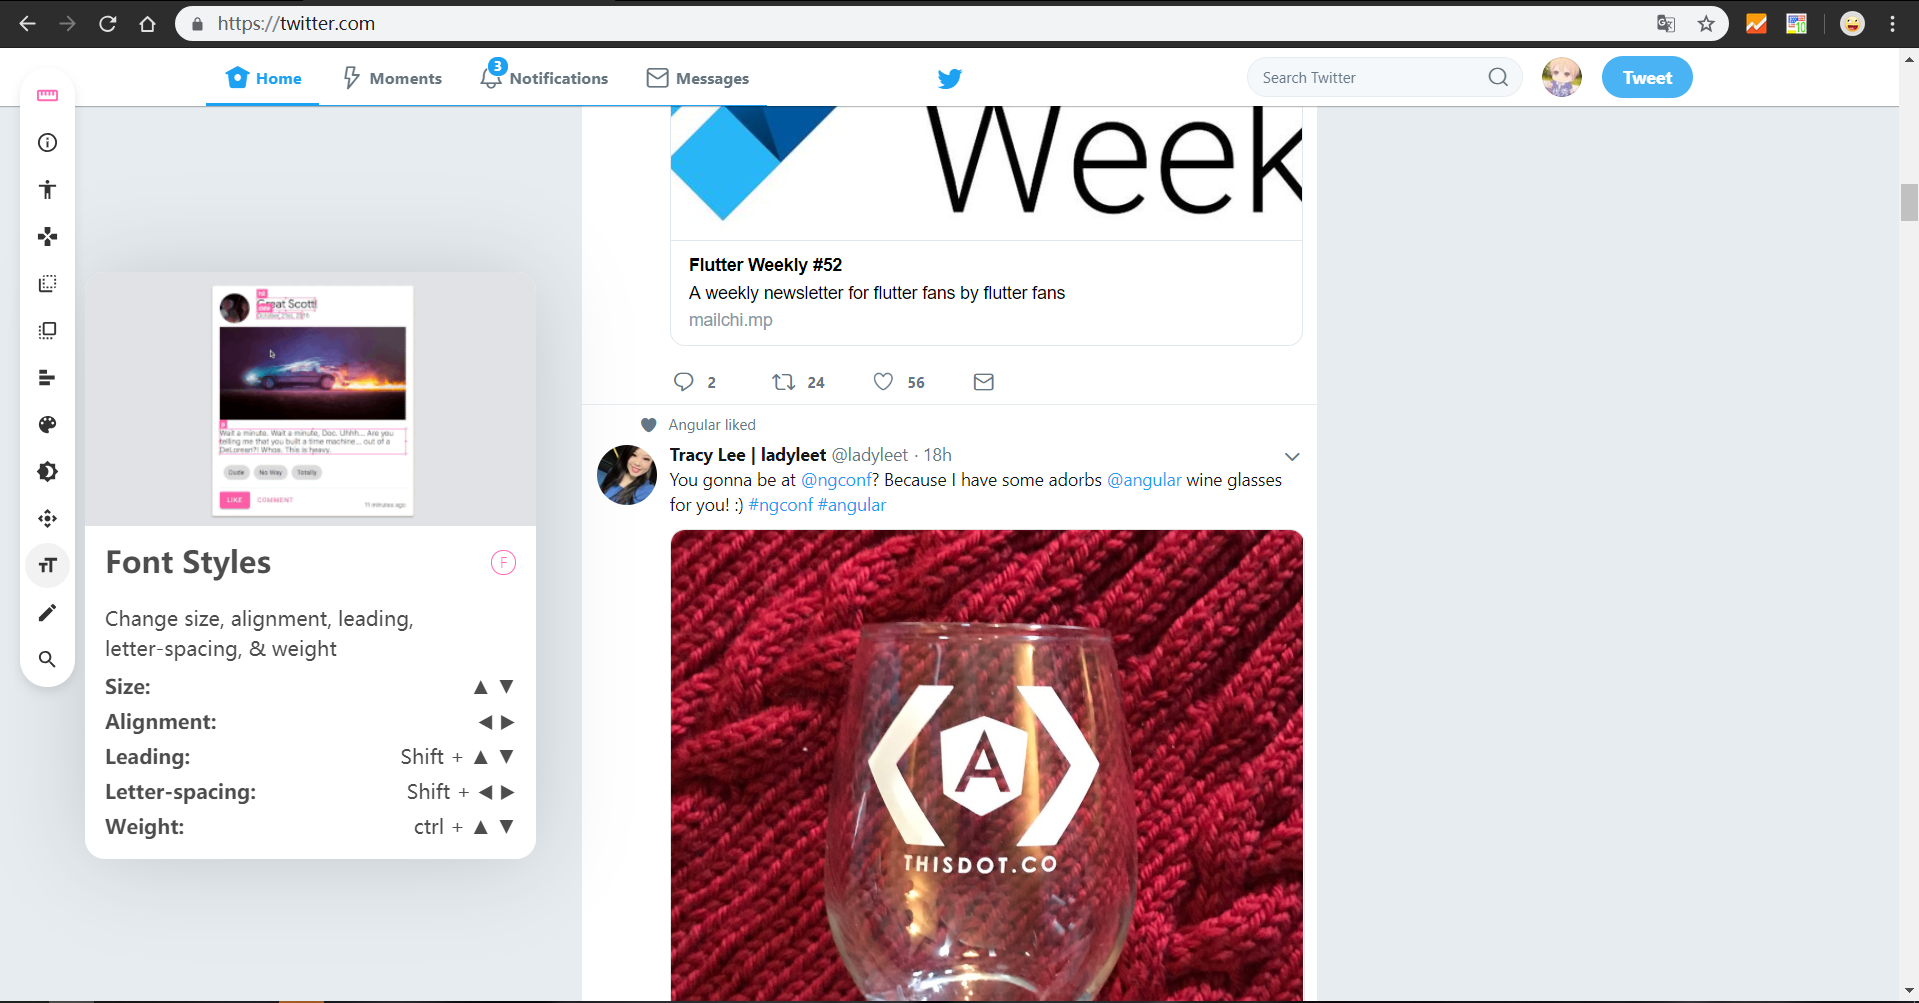 https://twitter.com
Home
Moments
3
Notifications
Messages
Search Twitter
Tweet
Week
Flutter Weekly #52
A weekly newsletter for flutter fans by flutter fans
mailchi.mp
2
24
56
Angular liked
Tracy Lee | ladyleet @ladyleet · 18h
You gonna be at @ngconf? Because I have some adorbs @angular wine glasses
for you! :) #ngconf #angular
A
THISDOT.CO
Great Scott!
Wait a minute. Wait a minute, Doc. Uhhh... Are you
telling me that you built a time machine... out of a
DeLorean?! Whoa. This is heavy.
Dude
No Way
Totally
LIKE
COMMENT
11 minutes ago
Font Styles
F
Change size, alignment, leading,
letter-spacing, & weight
Size: ▲ ▼
Alignment: ◀ ▶
Leading: Shift + ▲ ▼
Letter-spacing: Shift + ◀ ▶
Weight: ctrl + ▲ ▼